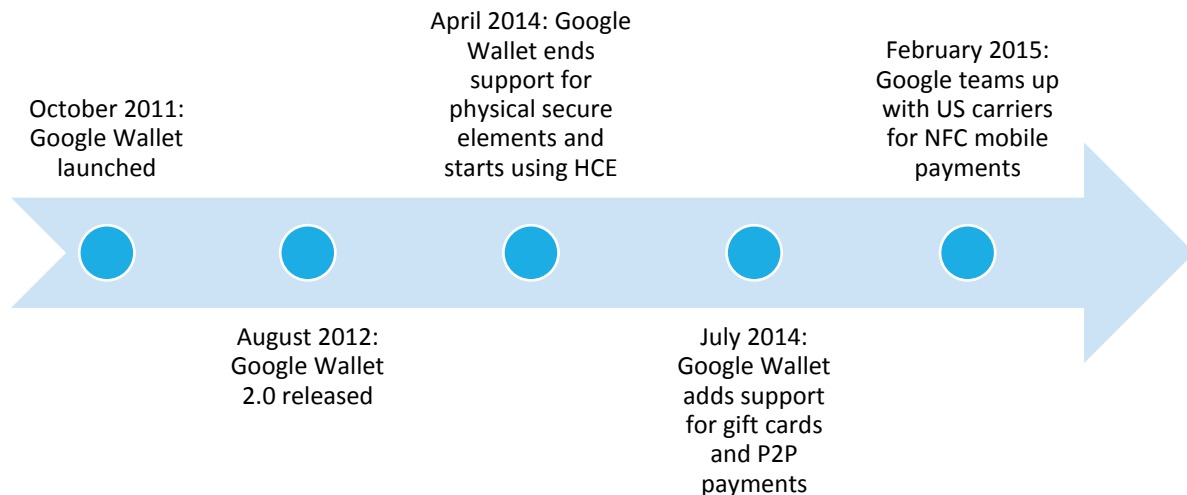 October 2011:
Google Wallet
launched
August 2012:
Google Wallet
2.0 released
April 2014: Google
Wallet ends
support for
physical secure
elements and
starts using HCE
July 2014:
Google Wallet
adds support
for gift cards
and P2P
payments
February 2015:
Google teams up
with US carriers
for NFC mobile
payments